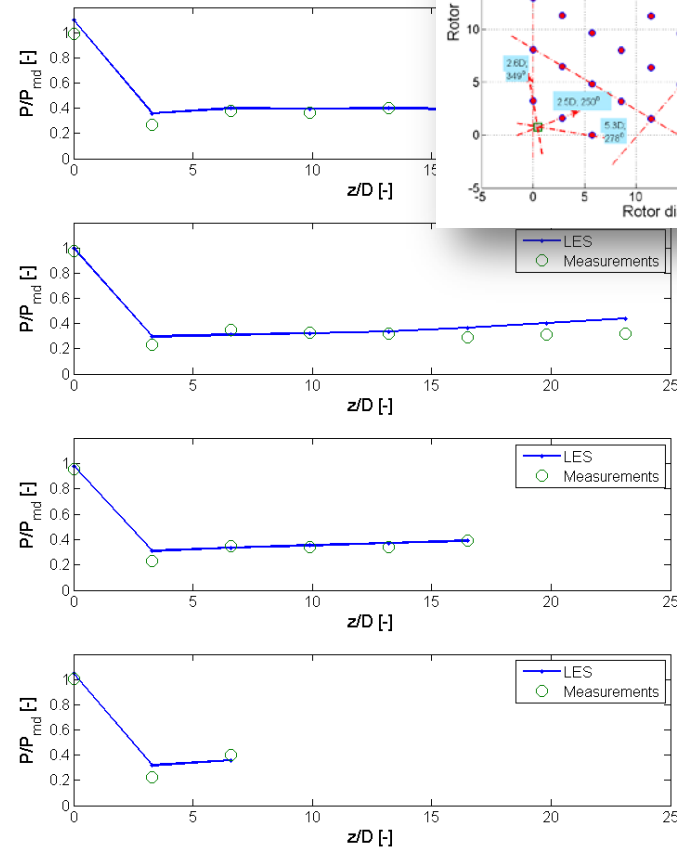 P/P_md [-]
1
0.8
0.6
0.4
0.2
0
0
5
10
15
z/D [-]
Rotor
10
5
0
-5
-5
0
5
10
Rotor di
2.6D,
349⁰
2.5D, 250⁰
5.3D,
278⁰
P/P_md [-]
1
0.8
0.6
0.4
0.2
0
0
5
10
15
20
25
z/D [-]
LES
Measurements
P/P_md [-]
1
0.8
0.6
0.4
0.2
0
0
5
10
15
20
25
z/D [-]
LES
Measurements
P/P_md [-]
1
0.8
0.6
0.4
0.2
0
0
5
10
15
20
25
z/D [-]
LES
Measurements